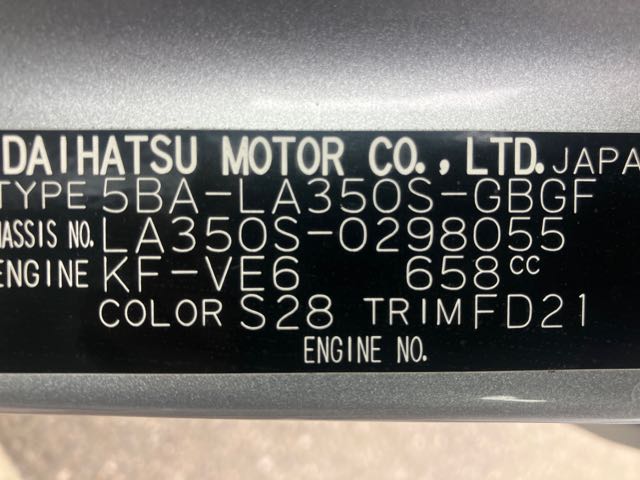 DAIHATSU MOTOR CO., LTD. JAPA
TYPE 5BA-LA350S-GBGF
HASSIS NO. LA350S-0298055
ENGINE KF-VE6 658cc
COLOR S28 TRIM FD21
ENGINE NO.